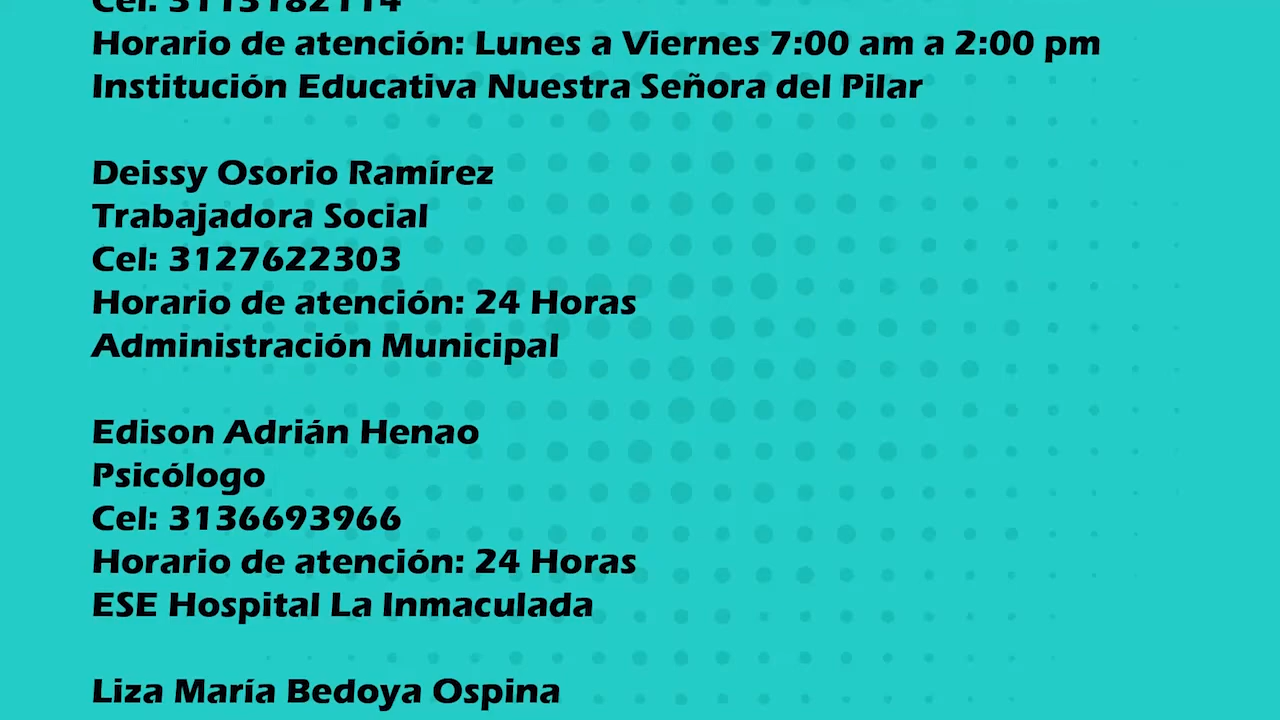 Cel: 3113182114
Horario de atención: Lunes a Viernes 7:00 am a 2:00 pm
Institución Educativa Nuestra Señora del Pilar
Deissy Osorio Ramírez
Trabajadora Social
Cel: 3127622303
Horario de atención: 24 Horas
Administración Municipal
Edison Adrián Henao
Psicólogo
Cel: 3136693966
Horario de atención: 24 Horas
ESE Hospital La Inmaculada
Liza María Bedoya Ospina